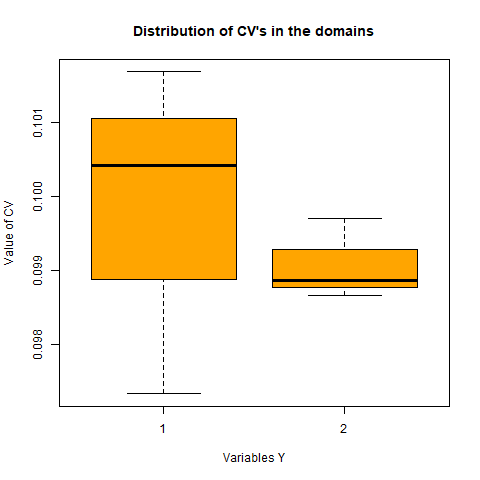 Distribution of CV's in the domains
Value of CV
0.101
0.100
0.099
0.098
1
2
Variables Y